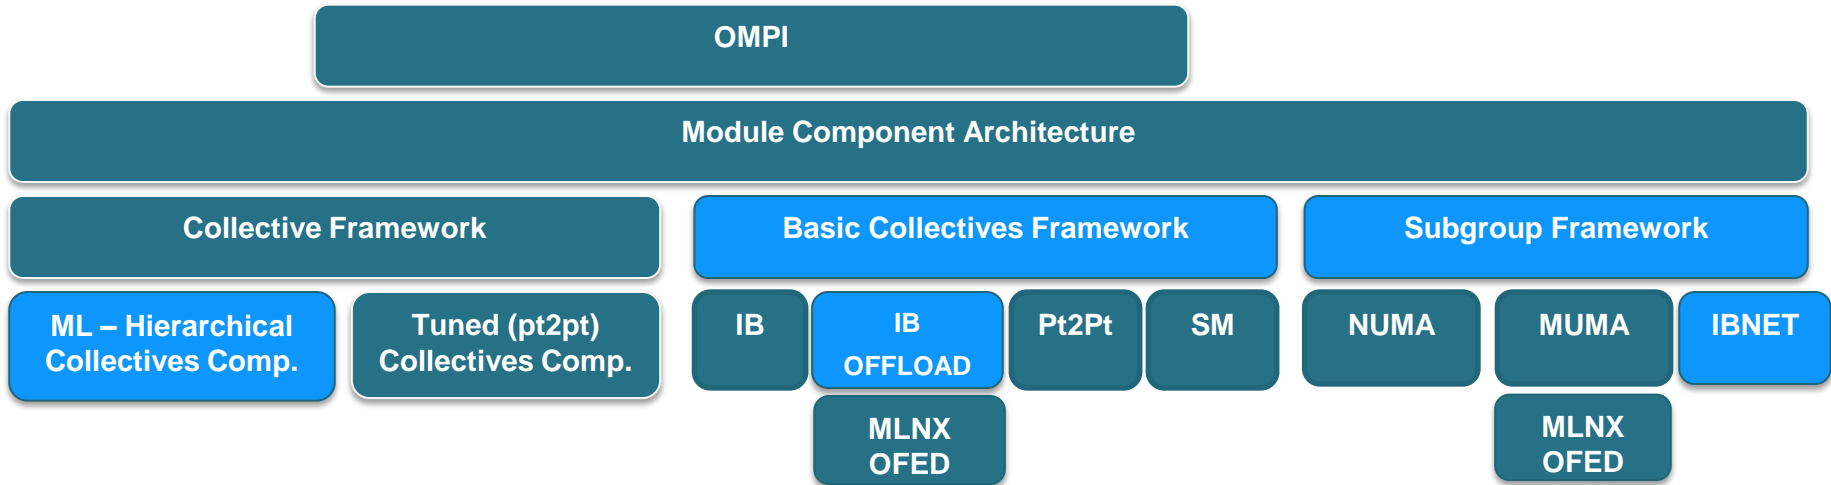 OMPI
Module Component Architecture
Collective Framework
Basic Collectives Framework
Subgroup Framework
ML – Hierarchical
Collectives Comp.
Tuned (pt2pt)
Collectives Comp.
IB
IB
OFFLOAD
Pt2Pt
SM
NUMA
MUMA
IBNET
MLNX
OFED
MLNX
OFED